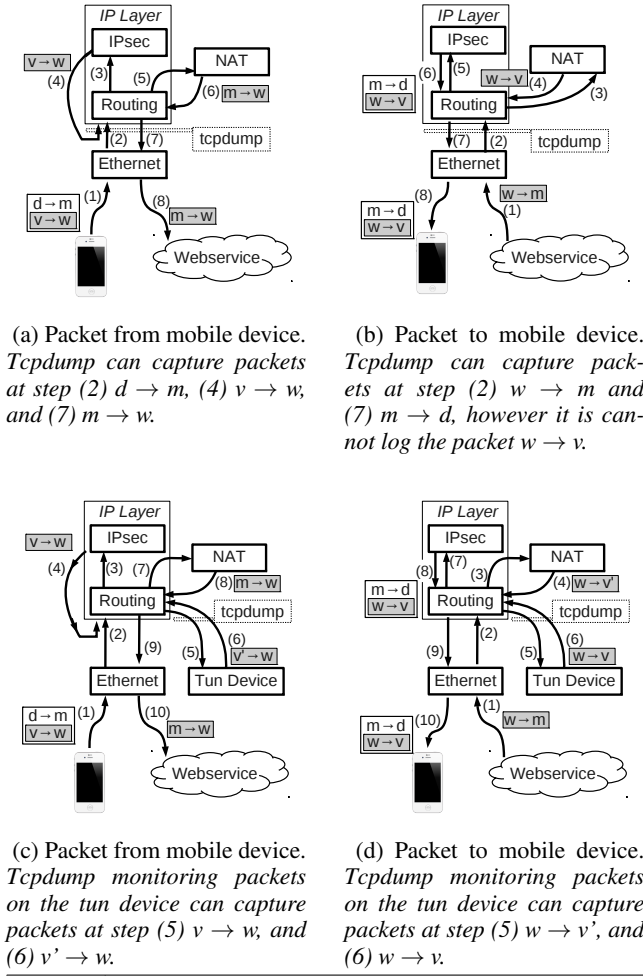 IP Layer
IPsec
v→w
(4)
(3)
(5)
NAT
(6)
m→w
Routing
(2)
(7)
tcpdump
Ethernet
(1)
d→m
v→w
(8)
m→w
Webservice
(a) Packet from mobile device.
Tcpdump can capture packets
at step (2) d → m, (4) v → w,
and (7) m → w.
IP Layer
IPsec
(6)
(5)
NAT
w→v
(4)
(3)
m→d
w→v
Routing
(7)
(2)
tcpdump
Ethernet
(8)
w→m
(1)
m→d
w→v
Webservice
(b) Packet to mobile device.
Tcpdump can capture pack-
ets at step (2) w → m and
(7) m → d, however it is can-
not log the packet w → v.
IP Layer
v→w
IPsec
(4)
(3)
(7)
NAT
(8)
m→w
Routing
tcpdump
(2)
(9)
(5)
(6)
v'→w
Ethernet
Tun Device
(1)
d→m
v→w
(10)
m→w
Webservice
(c) Packet from mobile device.
Tcpdump monitoring packets
on the tun device can capture
packets at step (5) v → w, and
(6) v’ → w.
IP Layer
IPsec
(8)
(7)
(3)
NAT
(4)
w→v'
m→d
w→v
Routing
tcpdump
(9)
(2)
(5)
(6)
w→v
Ethernet
Tun Device
(10)
(1)
w→m
m→d
w→v
Webservice
(d) Packet to mobile device.
Tcpdump monitoring packets
on the tun device can capture
packets at step (5) w → v’, and
(6) w → v.